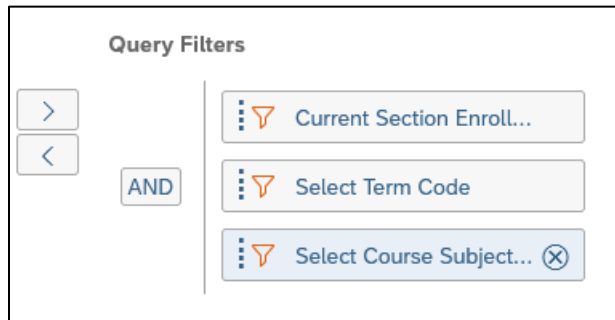 Query Filters
Current Section Enroll...
AND
Select Term Code
Select Course Subject...